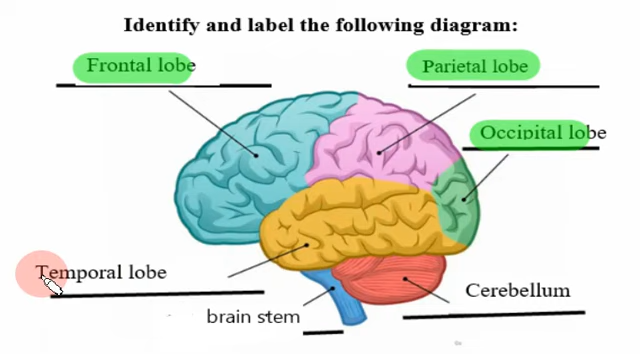 Identify and label the following diagram:
Frontal lobe
Parietal lobe
Occipital lobe
Temporal lobe
Cerebellum
brain stem